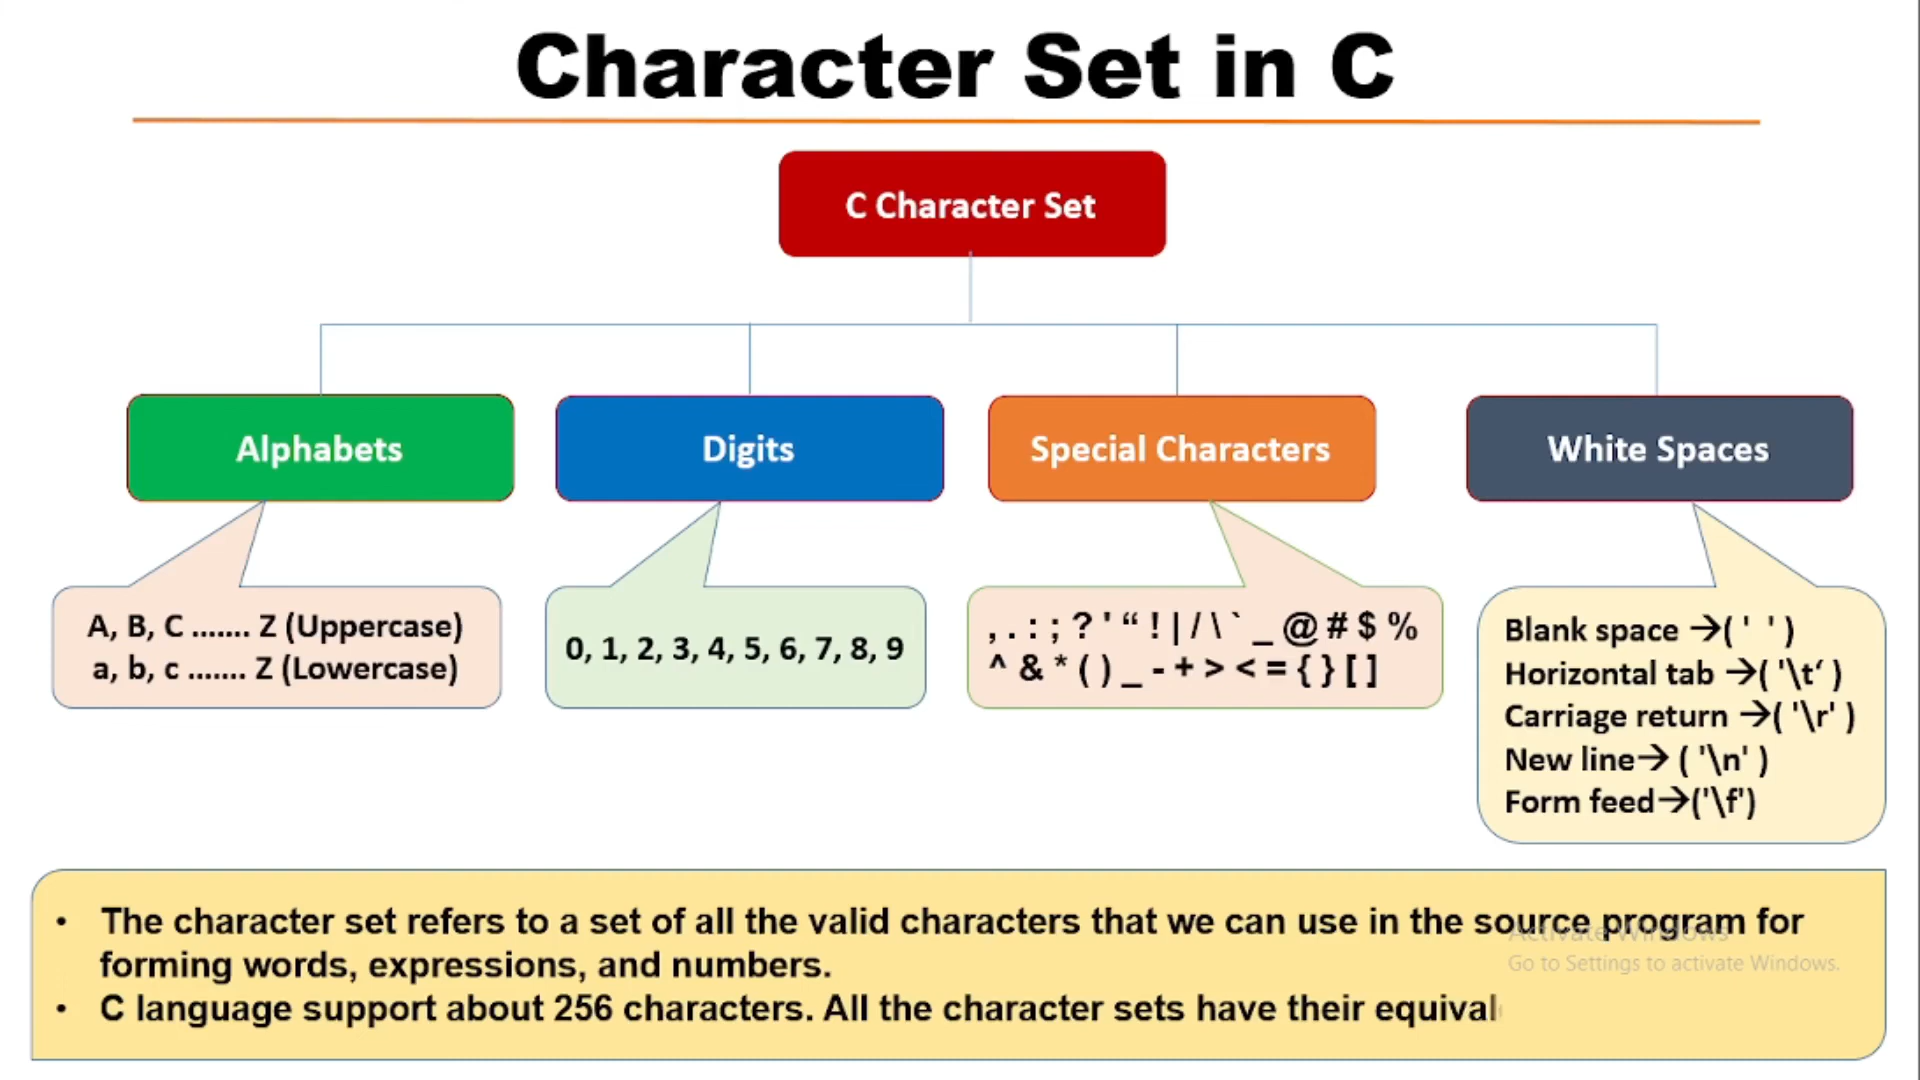 Character Set in C
C Character Set
Alphabets
Digits
Special Characters
White Spaces
A, B, C ....... Z (Uppercase)
a, b, c ....... Z (Lowercase)
0, 1, 2, 3, 4, 5, 6, 7, 8, 9
, . : ; ? ' “ ! | / \ ` _ @ # $ %
^ & * ( ) _ - + > < = { } [ ]
Blank space →( ' ' )
Horizontal tab →( '\t‘ )
Carriage return →( '\r' )
New line→ ( '\n' )
Form feed→('\f')
• The character set refers to a set of all the valid characters that we can use in the source program for
forming words, expressions, and numbers.
• C language support about 256 characters. All the character sets have their equival
Activate Windows
Go to Settings to activate Windows.